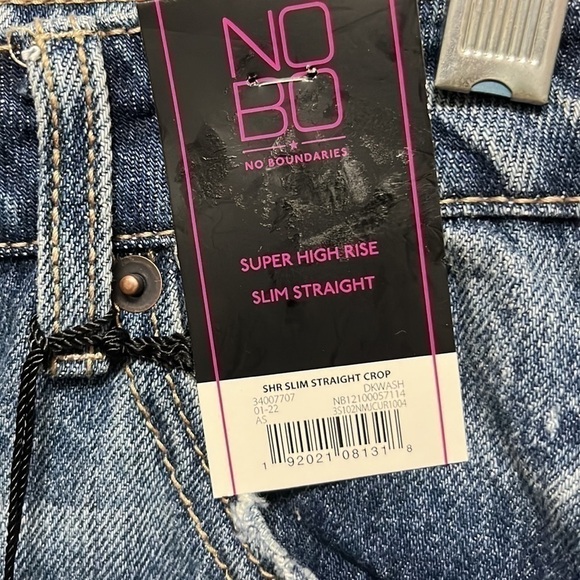 NO
BO
NO BOUNDARIES
SUPER HIGH RISE
SLIM STRAIGHT
SHR SLIM STRAIGHT CROP
34007707 DKWASH
01-22 NB12100057114
AS 3S102NMJCUR1004
1 92021 08131 8